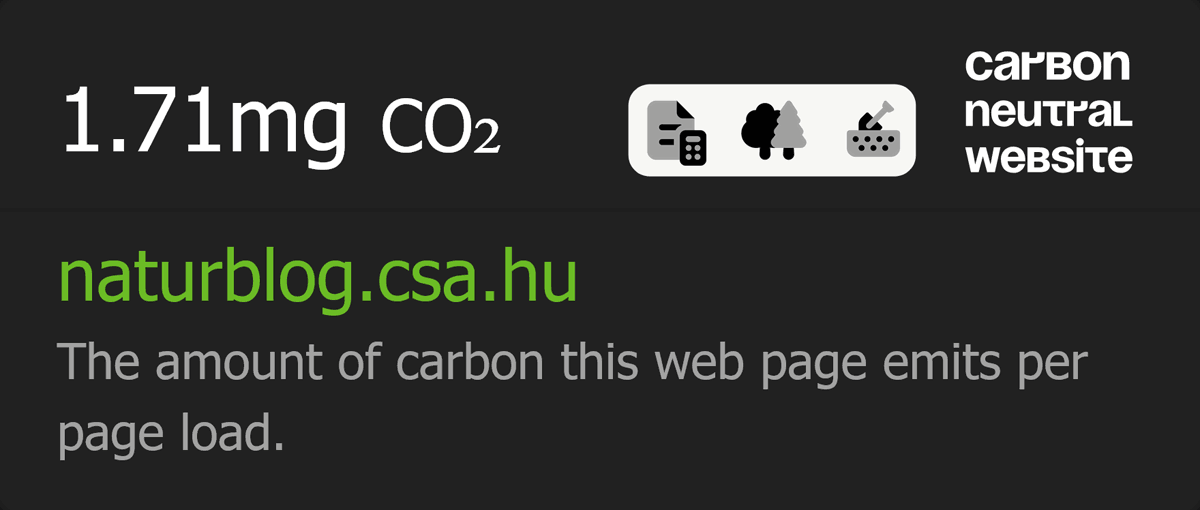 1.71mg CO₂
carbon
neutral
website
naturblog.csa.hu
The amount of carbon this web page emits per
page load.